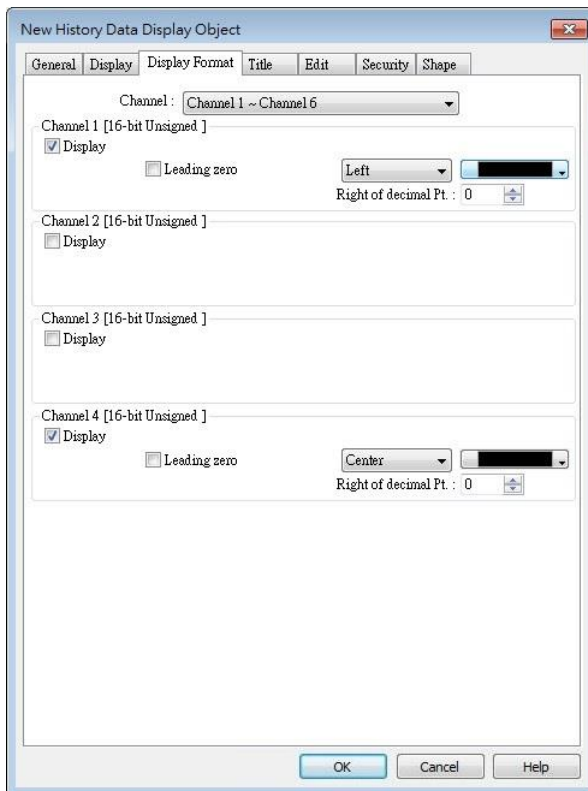 New History Data Display Object
General Display Display Format Title Edit Security Shape
Channel : Channel 1 ~ Channel 6
Channel 1 [16-bit Unsigned ]
Display
Leading zero Left
Right of decimal Pt. : 0
Channel 2 [16-bit Unsigned ]
Display
Channel 3 [16-bit Unsigned ]
Display
Channel 4 [16-bit Unsigned ]
Display
Leading zero Center
Right of decimal Pt. : 0
OK Cancel Help